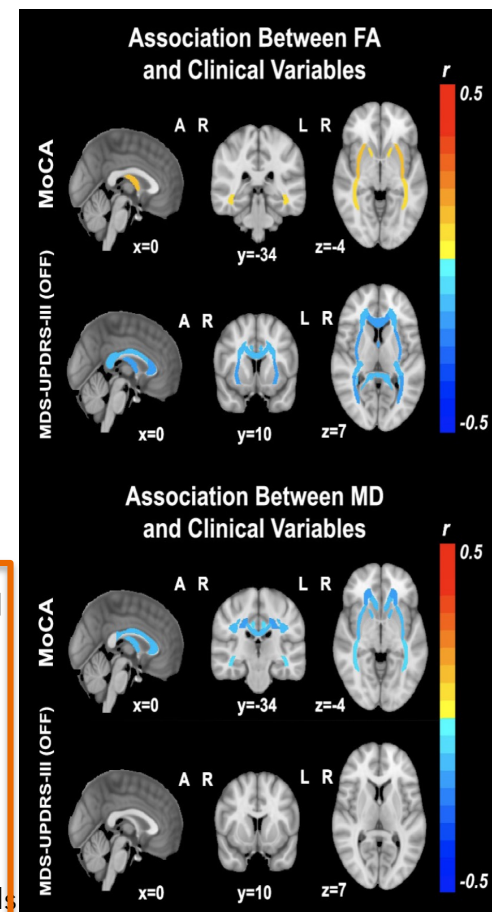 Association Between FA
and Clinical Variables
r
0.5
MoCA
A R
L R
x=0
y=-34
z=-4
MDS-UPDRS-III (OFF)
A R
L R
x=0
y=10
z=7
-0.5
Association Between MD
and Clinical Variables
r
0.5
MoCA
A R
L R
x=0
y=-34
z=-4
MDS-UPDRS-III (OFF)
A R
L R
x=0
y=10
z=7
-0.5